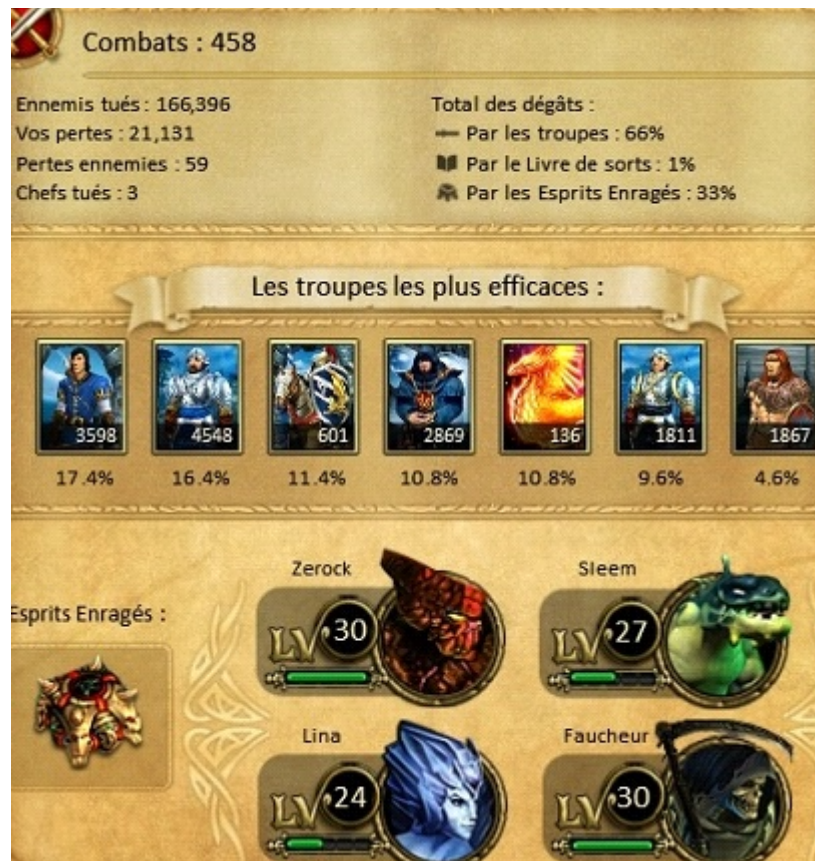 Combats : 458
Ennemis tués : 166,396
Vos pertes : 21,131
Pertes ennemies : 59
Chefs tués : 3
Total des dégâts :
Par les troupes : 66%
Par le Livre de sorts : 1%
Par les Esprits Enragés : 33%
Les troupes les plus efficaces :
3598 4548 601 2869 136 1811 1867
17.4% 16.4% 11.4% 10.8% 10.8% 9.6% 4.6%
Esprits Enragés :
Zerock
LV 30
Sleem
LV 27
Lina
LV 24
Faucheur
LV 30